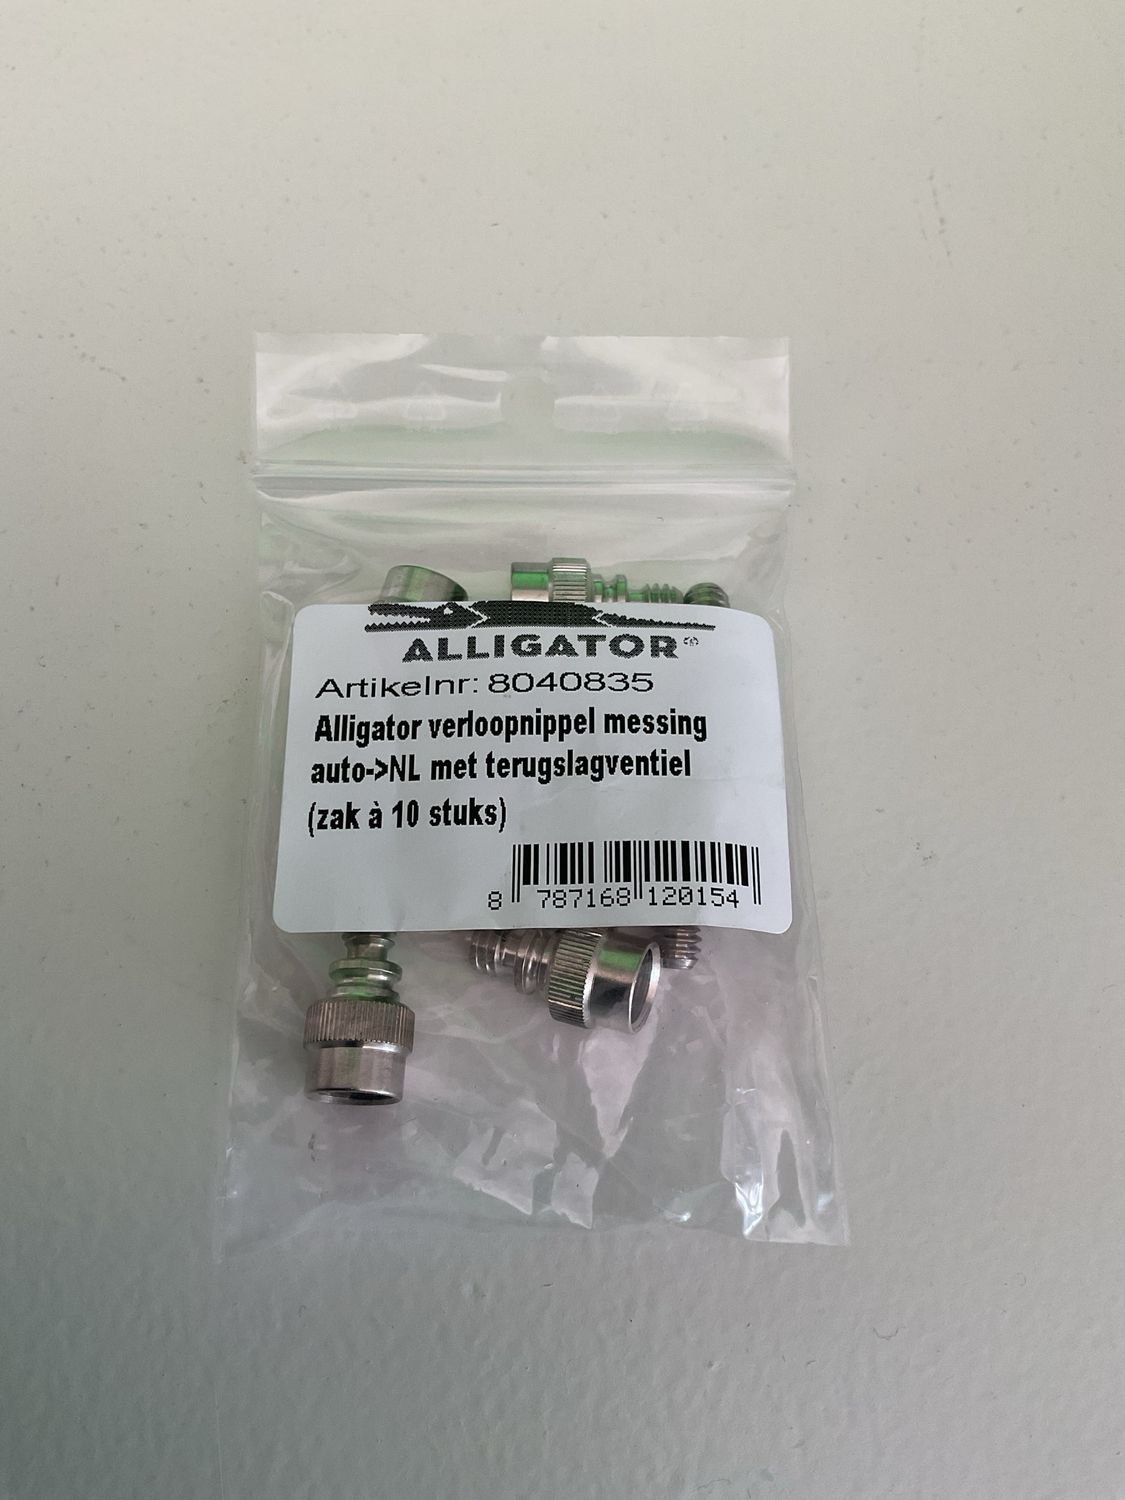 ALLIGATOR®
Artikelnr: 8040835
Alligator verloopnippel messing
auto->NL met terugslagventiel
(zak à 10 stuks)
8 787168 120154